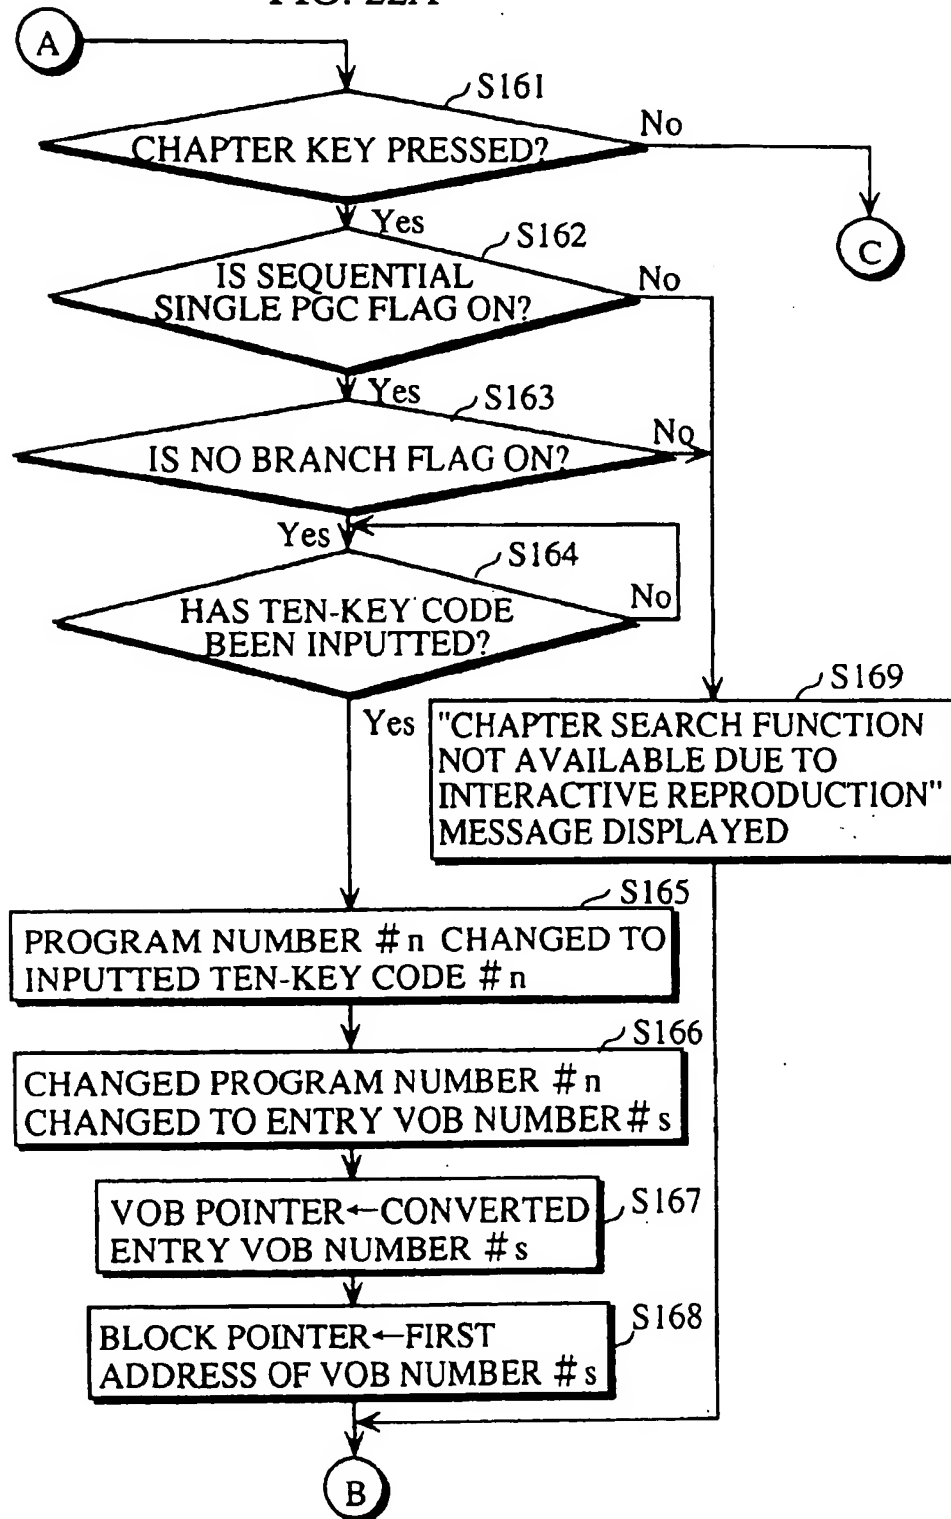 FIG. 22A
A
S161
CHAPTER KEY PRESSED?
No
C
Yes
S162
IS SEQUENTIAL
SINGLE PGC FLAG ON?
No
Yes
S163
IS NO BRANCH FLAG ON?
No
Yes
S164
HAS TEN-KEY CODE
BEEN INPUTTED?
No
Yes
S169
"CHAPTER SEARCH FUNCTION
NOT AVAILABLE DUE TO
INTERACTIVE REPRODUCTION"
MESSAGE DISPLAYED
S165
PROGRAM NUMBER #n CHANGED TO
INPUTTED TEN-KEY CODE #n
S166
CHANGED PROGRAM NUMBER #n
CHANGED TO ENTRY VOB NUMBER #s
S167
VOB POINTER←CONVERTED
ENTRY VOB NUMBER #s
S168
BLOCK POINTER←FIRST
ADDRESS OF VOB NUMBER #s
B